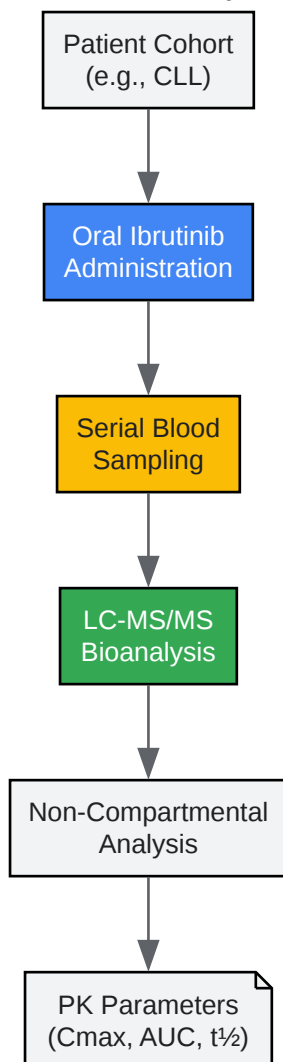 Patient Cohort
(e.g., CLL)
Oral Ibrutinib
Administration
Serial Blood
Sampling
LC-MS/MS
Bioanalysis
Non-Compartmental
Analysis
PK Parameters
(Cmax, AUC, t½)